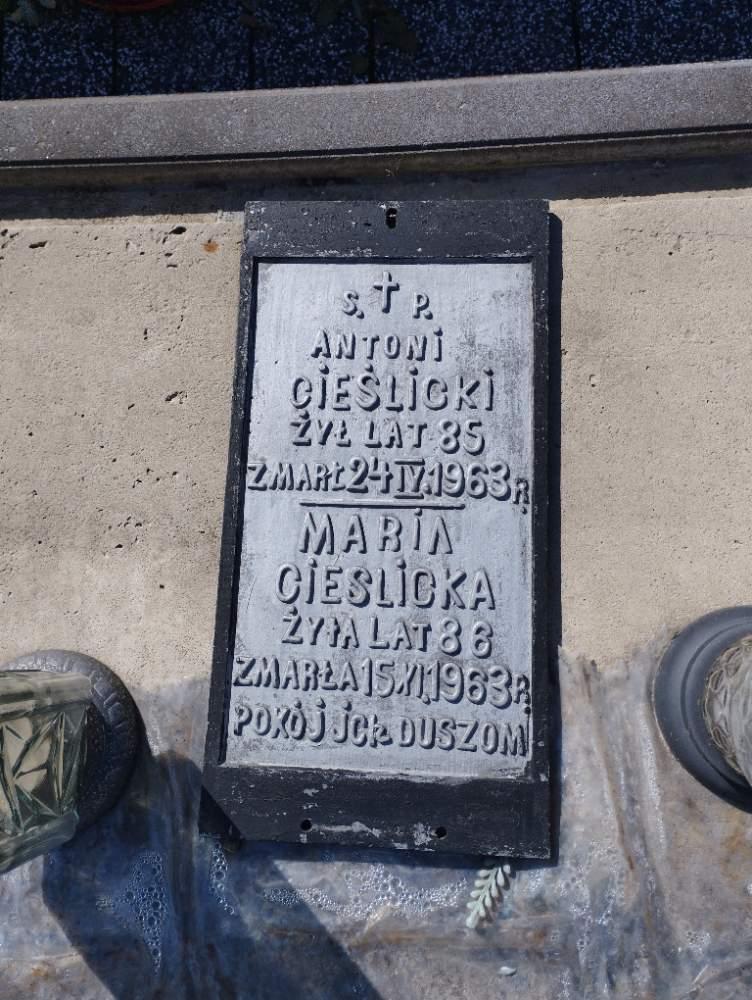 Ś. † P.
ANTONI
CIEŚLICKI
ŻYŁ LAT 85
ZMARŁ 24 IV. 1963 R
MARIA
CIEŚLICKA
ŻYŁA LAT 86
ZMARŁA 15.XI.1963 R
POKÓJ ICH DUSZOM